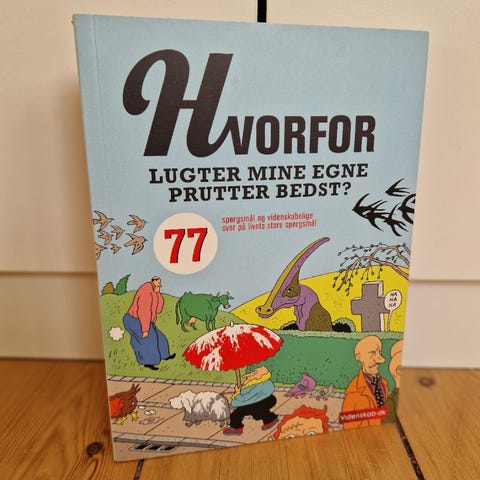 HVORFOR
LUGTER MINE EGNE
PRUTTER BEDST?
77
spørgsmål og videnskabelige
svar på livets store spørgsmål
HA
HA
HA
Videnskab.dk